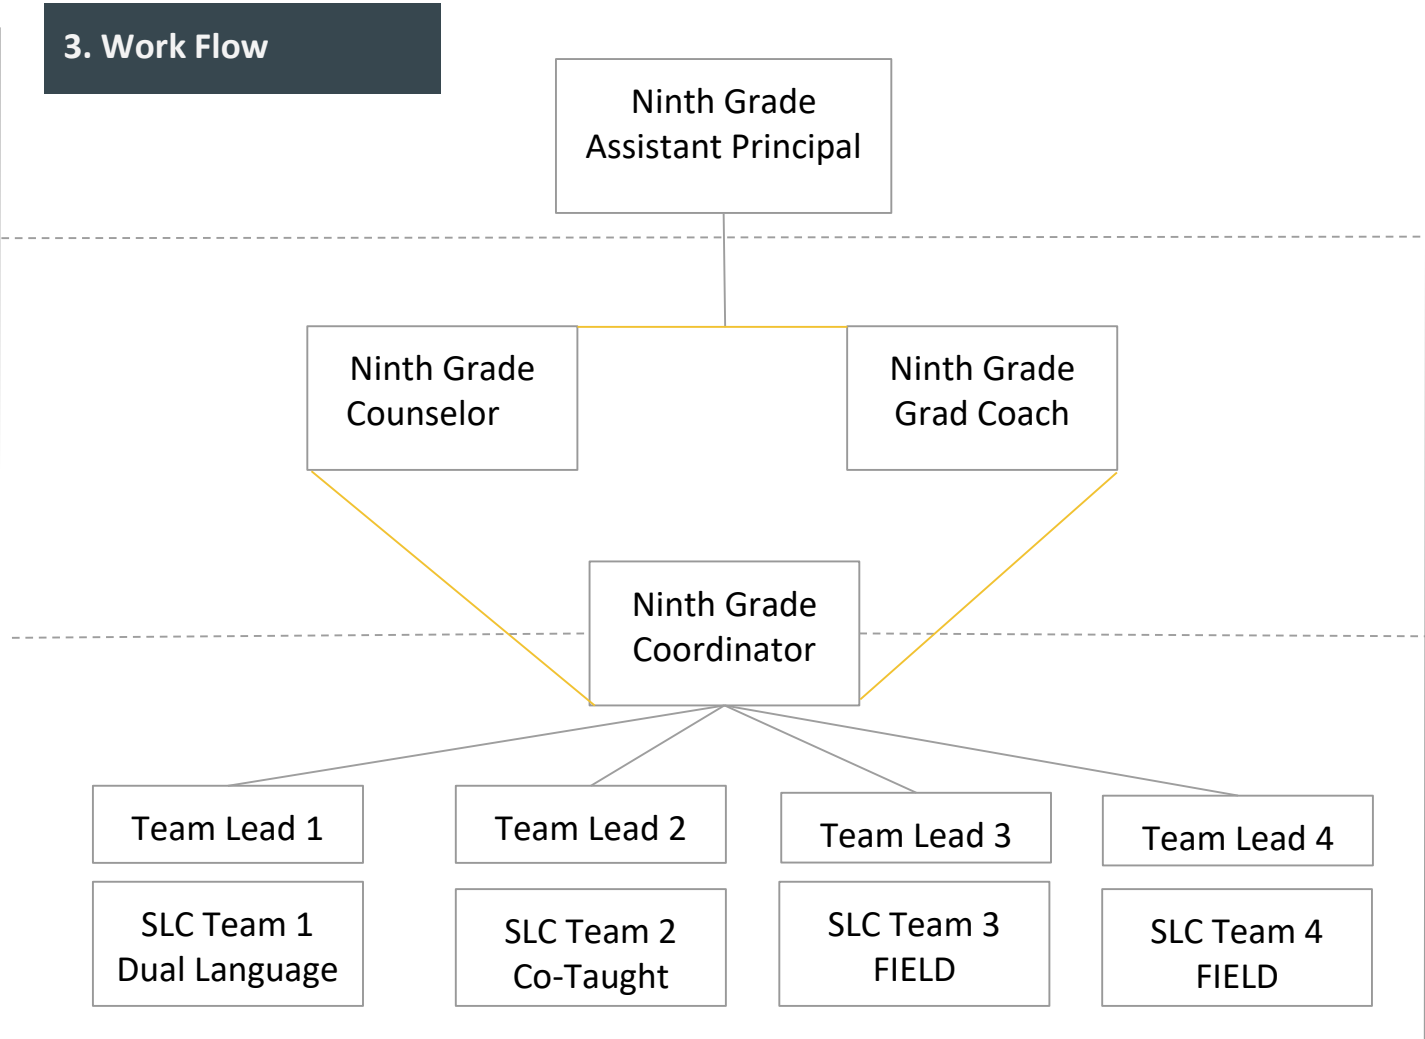 3. Work Flow
Ninth Grade
Assistant Principal
Ninth Grade
Counselor
Ninth Grade
Grad Coach
Ninth Grade
Coordinator
Team Lead 1
Team Lead 2
Team Lead 3
Team Lead 4
SLC Team 1
Dual Language
SLC Team 2
Co-Taught
SLC Team 3
FIELD
SLC Team 4
FIELD